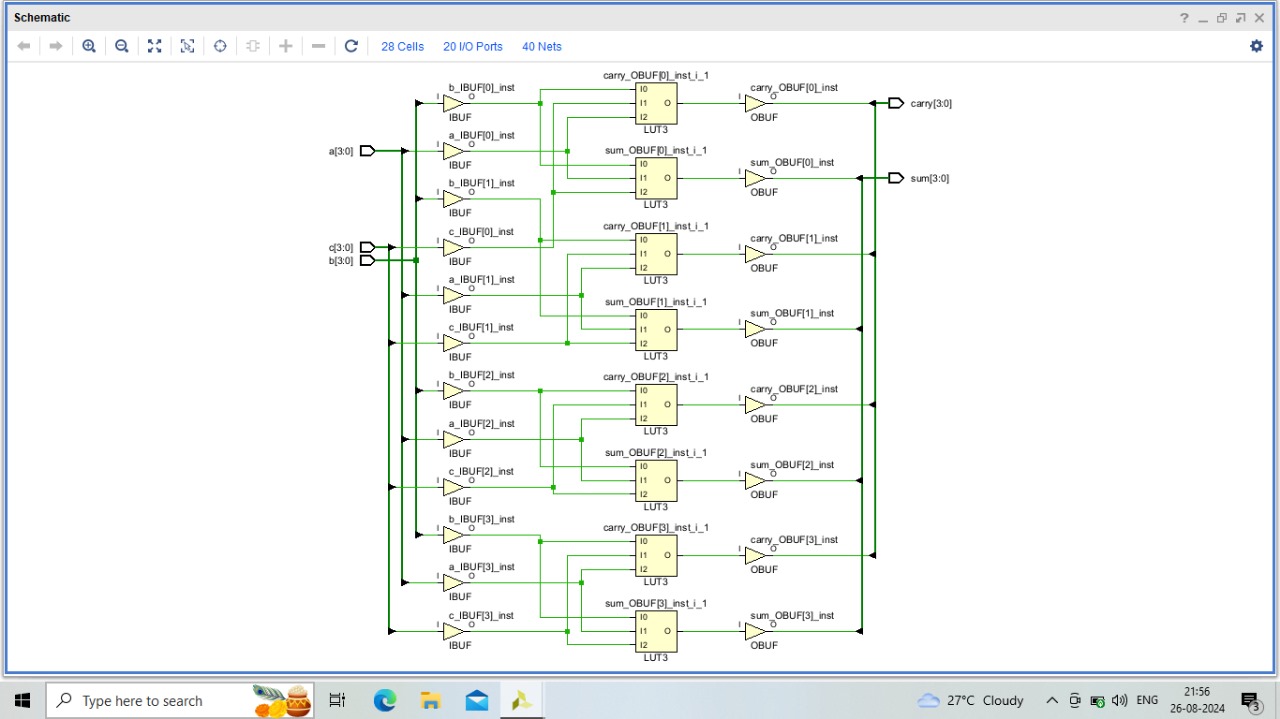 Schematic
28 Cells 20 I/O Ports 40 Nets
carry_OBUF[0]_inst_i_1
b_IBUF[0]_inst
I O
IBUF
I0
I1 O
I2
LUT3
carry_OBUF[0]_inst
I O
OBUF
carry[3:0]
a[3:0]
a_IBUF[0]_inst
I O
IBUF
sum_OBUF[0]_inst_i_1
I0
I1 O
I2
LUT3
sum_OBUF[0]_inst
I O
OBUF
sum[3:0]
b_IBUF[1]_inst
I O
IBUF
c[3:0]
b[3:0]
c_IBUF[0]_inst
I O
IBUF
carry_OBUF[1]_inst_i_1
I0
I1 O
I2
LUT3
carry_OBUF[1]_inst
I O
OBUF
a_IBUF[1]_inst
I O
IBUF
sum_OBUF[1]_inst_i_1
I0
I1 O
I2
LUT3
sum_OBUF[1]_inst
I O
OBUF
c_IBUF[1]_inst
I O
IBUF
b_IBUF[2]_inst
I O
IBUF
carry_OBUF[2]_inst_i_1
I0
I1 O
I2
LUT3
carry_OBUF[2]_inst
I O
OBUF
a_IBUF[2]_inst
I O
IBUF
sum_OBUF[2]_inst_i_1
I0
I1 O
I2
LUT3
sum_OBUF[2]_inst
I O
OBUF
c_IBUF[2]_inst
I O
IBUF
b_IBUF[3]_inst
I O
IBUF
carry_OBUF[3]_inst_i_1
I0
I1 O
I2
LUT3
carry_OBUF[3]_inst
I O
OBUF
a_IBUF[3]_inst
I O
IBUF
sum_OBUF[3]_inst_i_1
I0
I1 O
I2
LUT3
sum_OBUF[3]_inst
I O
OBUF
c_IBUF[3]_inst
I O
IBUF
Type here to search
27°C Cloudy
ENG
21:56
26-08-2024
3